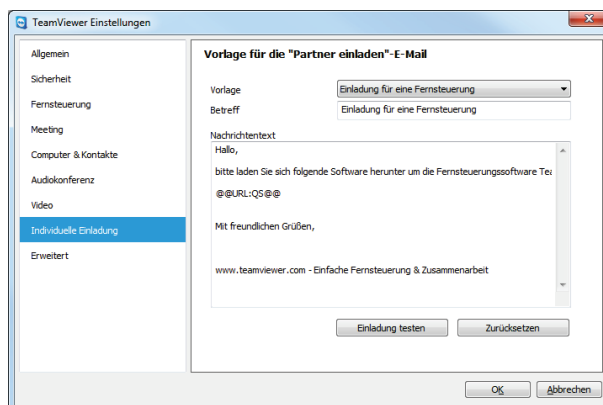 TeamViewer Einstellungen
Allgemein
Sicherheit
Fernsteuerung
Meeting
Computer & Kontakte
Audiokonferenz
Video
Individuelle Einladung
Erweitert
Vorlage für die "Partner einladen"-E-Mail
Vorlage Einladung für eine Fernsteuerung
Betreff Einladung für eine Fernsteuerung
Nachrichtentext
Hallo,
bitte laden Sie sich folgende Software herunter um die Fernsteuerungssoftware Tea
@@URL:QS@@
Mit freundlichen Grüßen,
www.teamviewer.com - Einfache Fernsteuerung & Zusammenarbeit
Einladung testen Zurücksetzen
OK Abbrechen